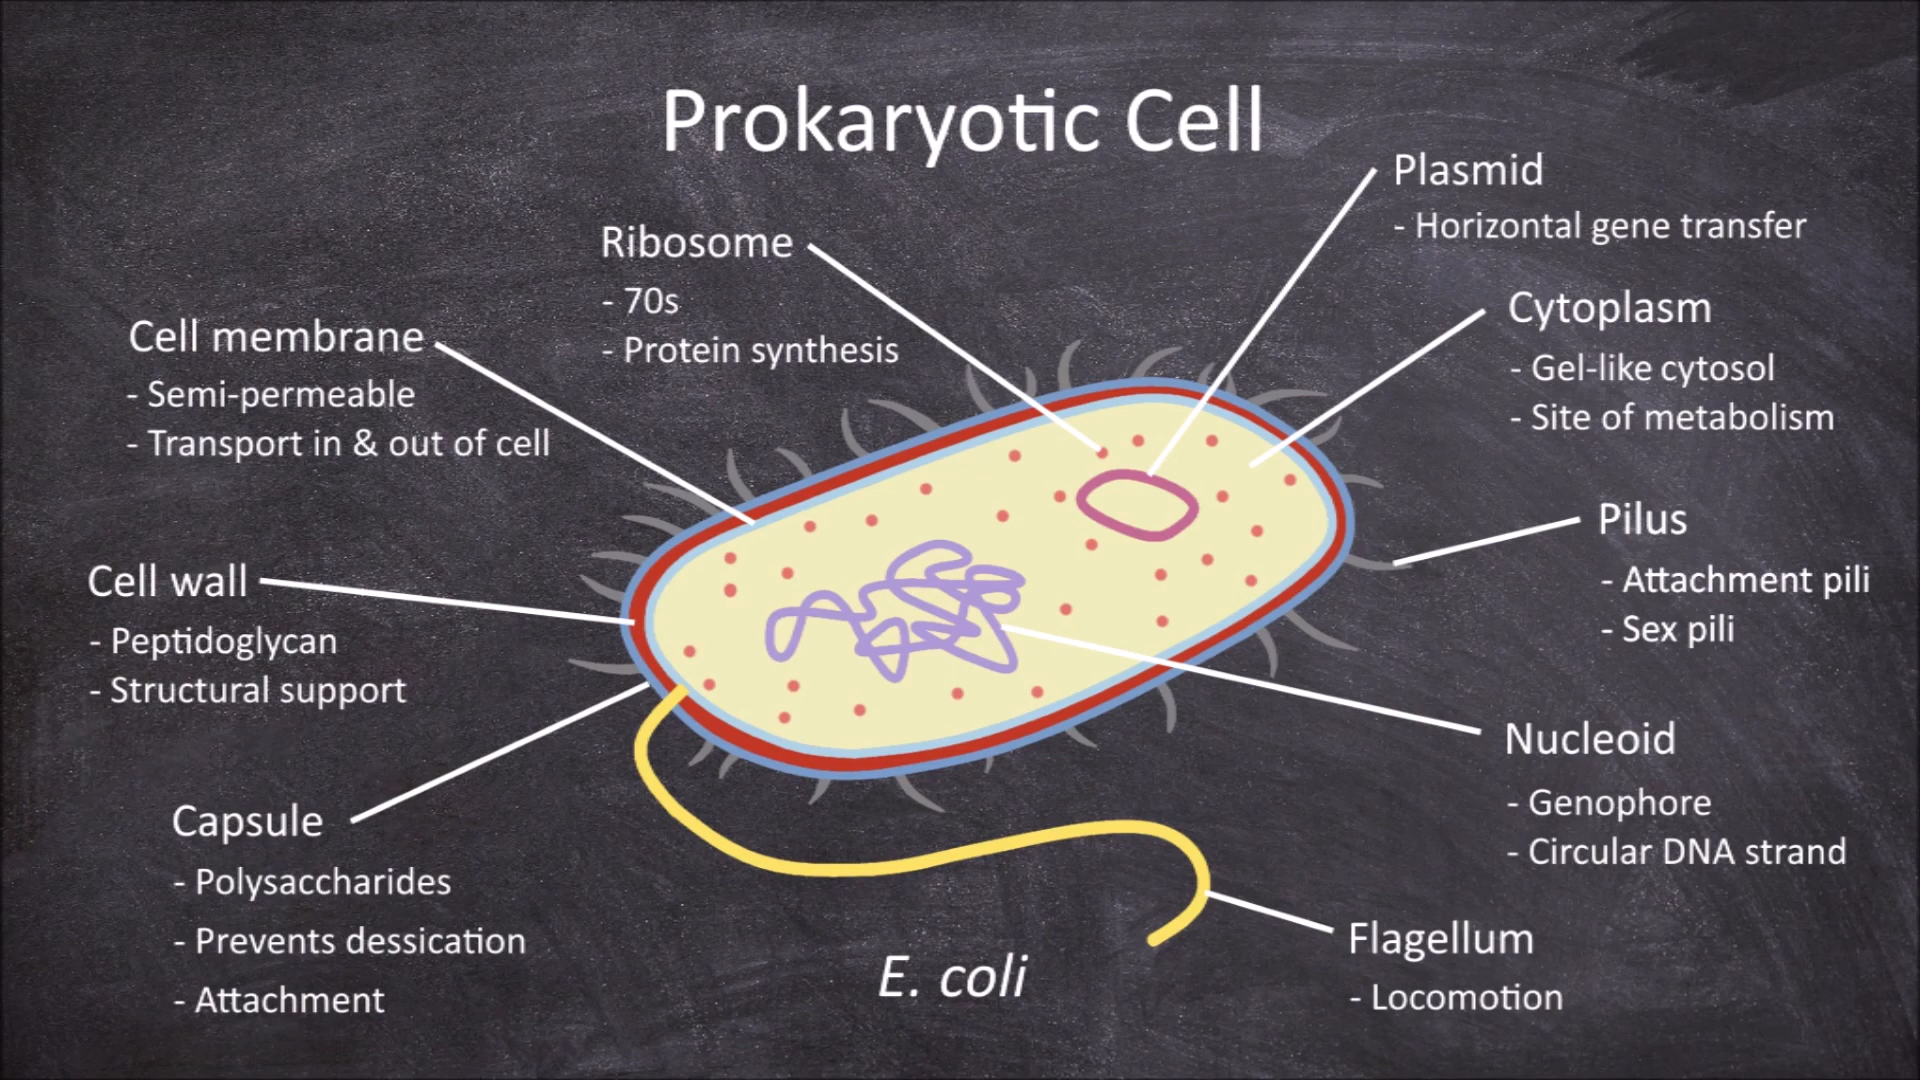 Prokaryotic Cell
Plasmid
- Horizontal gene transfer
Ribosome
- 70s
- Protein synthesis
Cytoplasm
- Gel-like cytosol
- Site of metabolism
Cell membrane
- Semi-permeable
- Transport in & out of cell
Pilus
- Attachment pili
- Sex pili
Cell wall
- Peptidoglycan
- Structural support
Nucleoid
- Genophore
- Circular DNA strand
Capsule
- Polysaccharides
- Prevents dessication
- Attachment
Flagellum
- Locomotion
E. coli